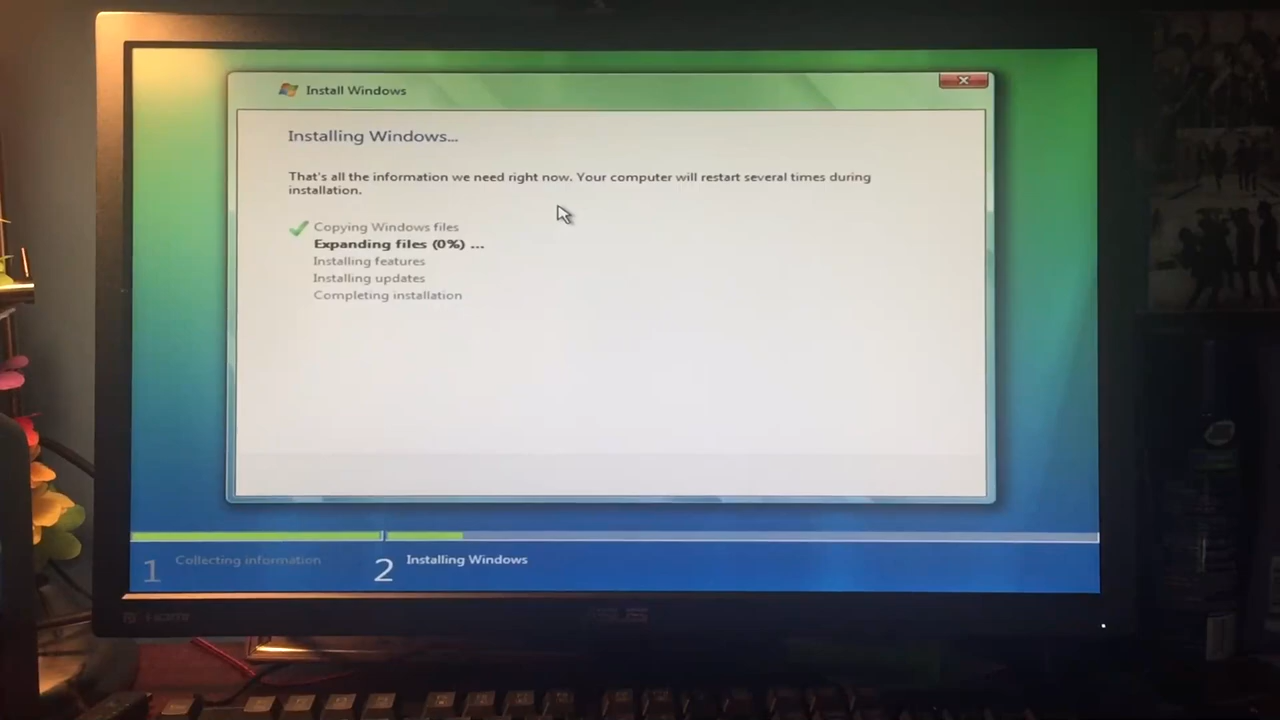 Install Windows
Installing Windows...
That's all the information we need right now. Your computer will restart several times during
installation.
Copying Windows files
Expanding files (0%) ...
Installing features
Installing updates
Completing installation
1 Collecting information
2 Installing Windows
HDMI
ASUS